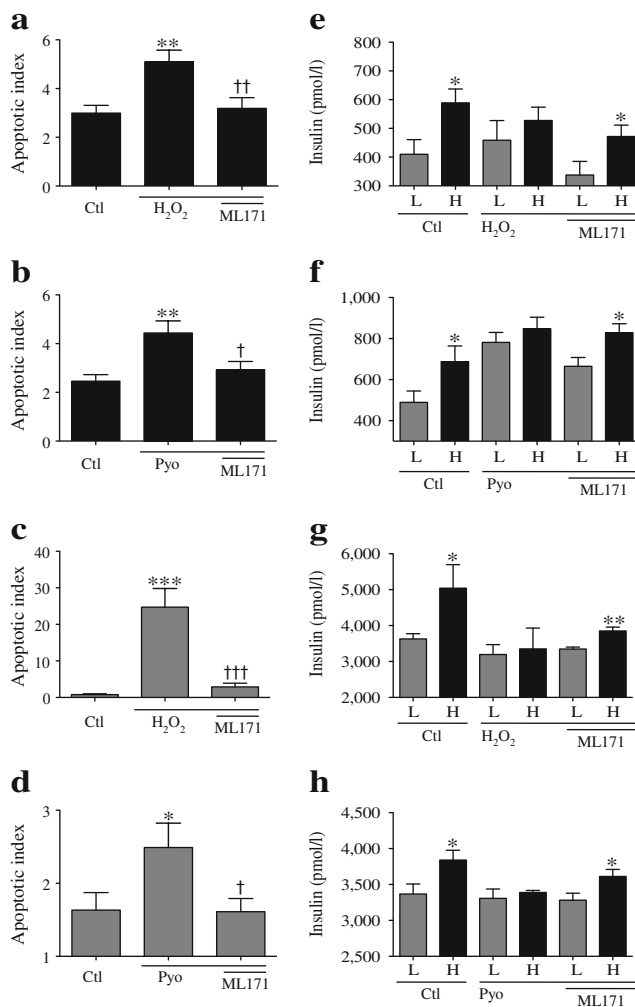 a
Apoptotic index
6
4
2
0
**
††
Ctl
H₂O₂
ML171
e
Insulin (pmol/l)
800
700
600
500
400
300
*
*
L H L H L H
Ctl H₂O₂
ML171
b
Apoptotic index
6
4
2
0
**
†
Ctl Pyo ML171
f
Insulin (pmol/l)
1,000
800
600
400
*
*
L H L H L H
Ctl Pyo
ML171
c
Apoptotic index
40
30
20
10
0
***
†††
Ctl H₂O₂ ML171
g
Insulin (pmol/l)
6,000
5,000
4,000
3,000
2,000
*
**
L H L H L H
Ctl H₂O₂
ML171
d
Apoptotic index
3
2
1
*
†
Ctl Pyo ML171
h
Insulin (pmol/l)
4,500
4,000
3,500
3,000
2,500
*
*
L H L H L H
Ctl Pyo ML171